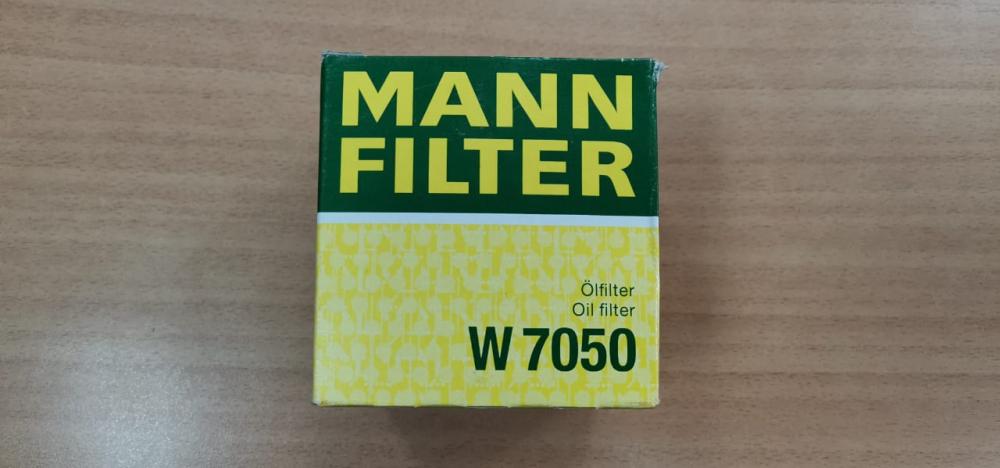 MANN
FILTER
Ölfilter
Oil filter
W 7050